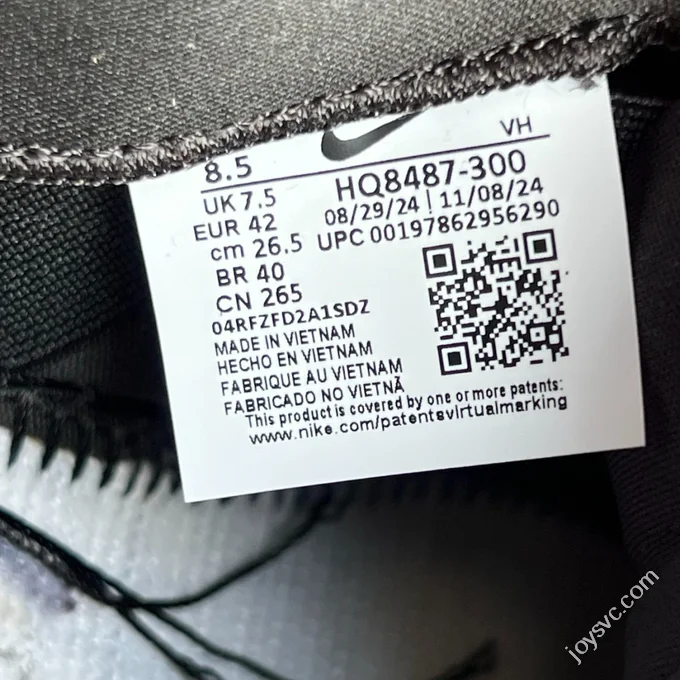 VH
8.5
HQ8487-300
UK 7.5
08/29/24 | 11/08/24
EUR 42
UPC 00197862956290
cm 26.5
BR 40
CN 265
04RFZFD2A1SDZ
MADE IN VIETNAM
HECHO EN VIETNAM
FABRIQUE AU VIETNAM
FABRICADO NO VIETNÃ
This product is covered by one or more patents:
www.nike.com/patentsvirtualmarking
joysvc.com